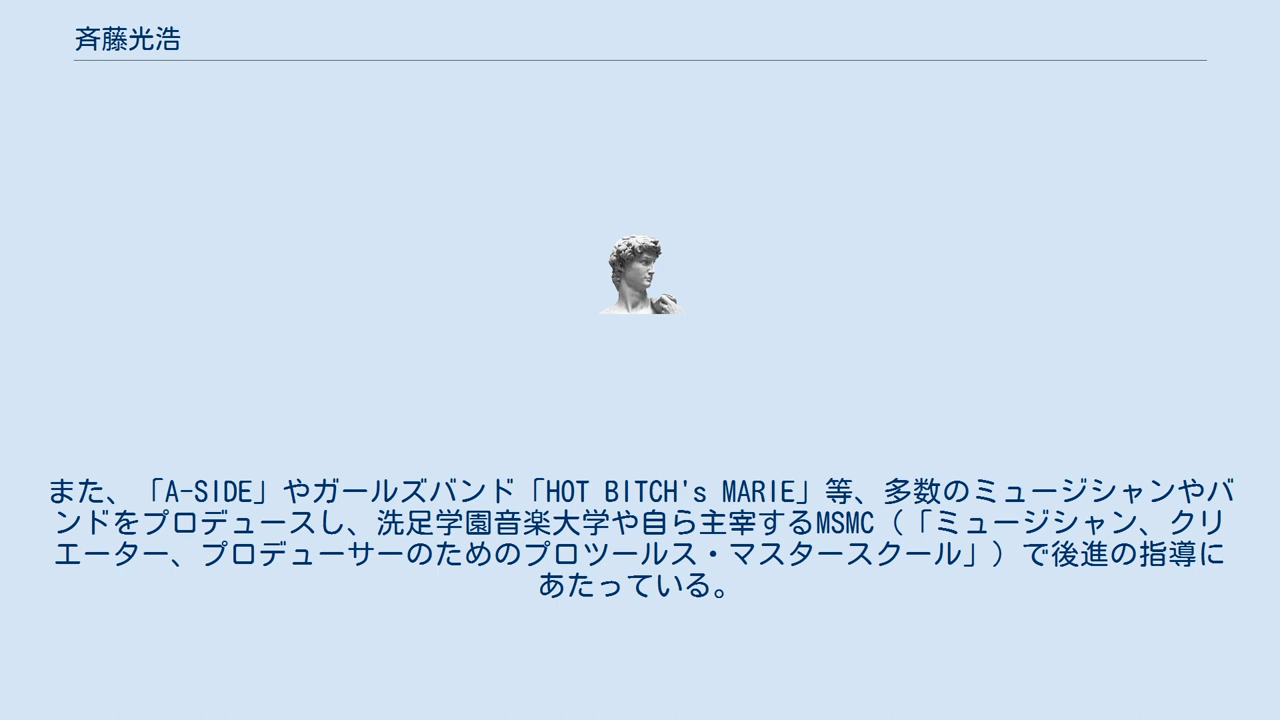 斉藤光浩
また、「A-SIDE」やガールズバンド「HOT BITCH's MARIE」等、多数のミュージシャンやバ
ンドをプロデュースし、洗足学園音楽大学や自ら主宰するMSMC（「ミュージシャン、クリ
エーター、プロデューサーのためのプロツールス・マスタースクール」）で後進の指導に
あたっている。